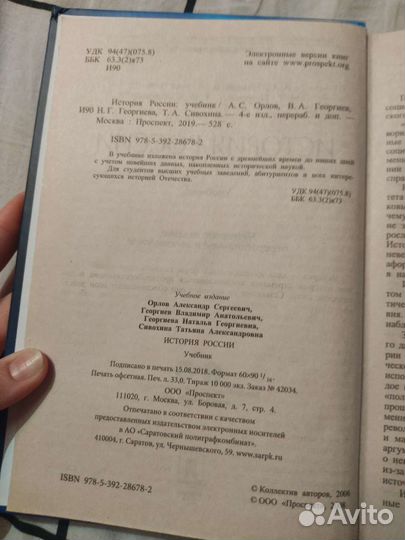 УДК 94(47)(075.8)
ББК 63.3(2)я73
И90
Электронные версии книг
на сайте www.prospekt.org
История России: учебник / А. С. Орлов, В. А. Георгиев,
И90 Н. Г. Георгиева, Т. А. Сивохина. — 4-е изд., перераб. и доп. —
Москва : Проспект, 2019. — 528 с.
ISBN 978-5-392-28678-2
В учебнике изложена история России с древнейших времен до наших дней
с учетом новейших данных, накопленных исторической наукой.
Для студентов высших учебных заведений, абитуриентов и всех интере-
сующихся историей Отечества.
УДК 94(47)(075.8)
ББК 63.3(2)я73
Учебное издание
Орлов Александр Сергеевич,
Георгиев Владимир Анатольевич,
Георгиева Наталья Георгиевна,
Сивохина Татьяна Александровна
ИСТОРИЯ РОССИИ
Учебник
Подписано в печать 15.08.2018. Формат 60×90 1/16.
Печать офсетная. Печ. л. 33,0. Тираж 10 000 экз. Заказ № 42034.
ООО «Проспект»
111020, г. Москва, ул. Боровая, д. 7, стр. 4.
Отпечатано в соответствии с качеством
предоставленных издательством электронных носителей
в АО «Саратовский полиграфкомбинат».
410004, г. Саратов, ул. Чернышевского, 59. www.sarpk.ru
ISBN 978-5-392-28678-2
© Коллектив авторов, 2006
© ООО «Проспект»
Avito